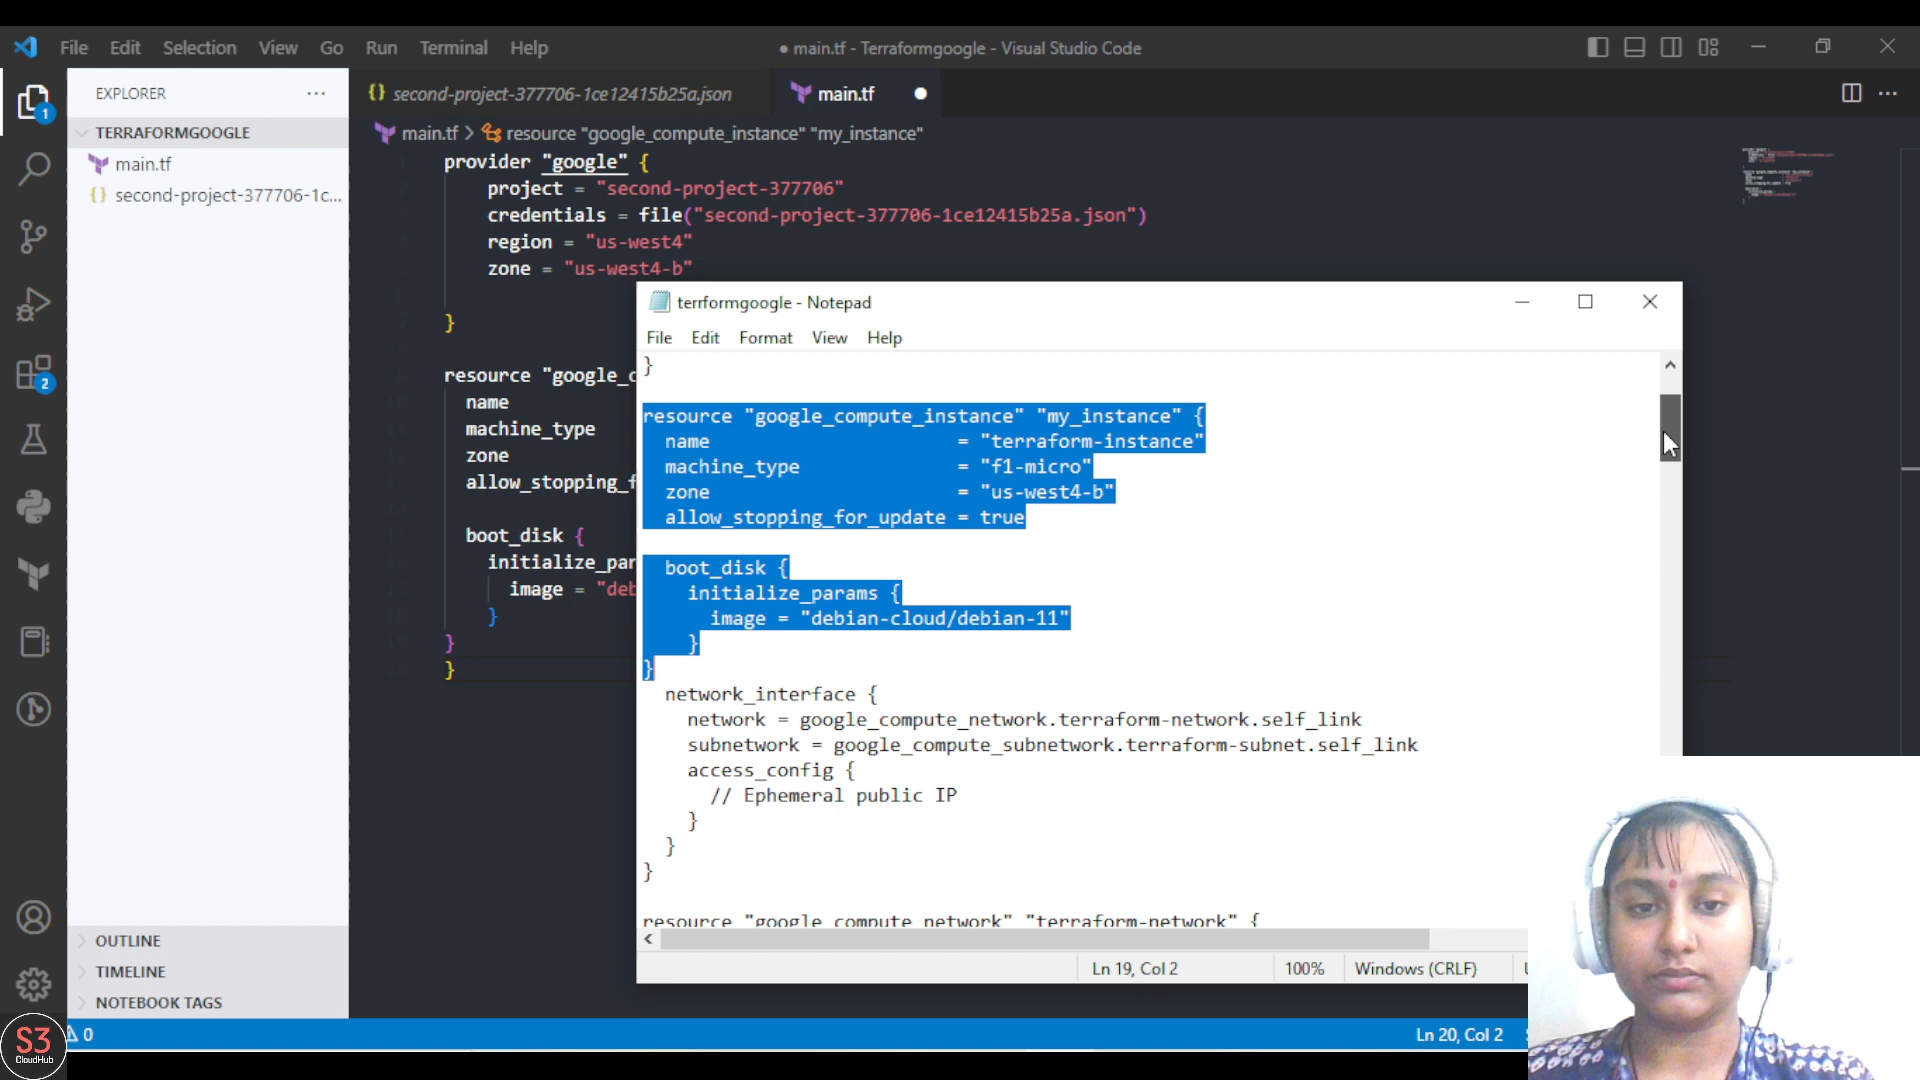 File Edit Selection View Go Run Terminal Help
● main.tf - Terraformgoogle - Visual Studio Code
1
EXPLORER
{} second-project-377706-1ce12415b25a.json
main.tf
TERRAFORMGOOGLE
main.tf > resource "google_compute_instance" "my_instance"
main.tf
{} second-project-377706-1c...
provider "google" {
project = "second-project-377706"
credentials = file("second-project-377706-1ce12415b25a.json")
region = "us-west4"
zone = "us-west4-b"
}
resource "google_c
name
machine_type
zone
allow_stopping_f
boot_disk {
initialize_par
image = "deb
}
}
}
2
terrformgoogle - Notepad
File Edit Format View Help
}
resource "google_compute_instance" "my_instance" {
name = "terraform-instance"
machine_type = "f1-micro"
zone = "us-west4-b"
allow_stopping_for_update = true
boot_disk {
initialize_params {
image = "debian-cloud/debian-11"
}
}
network_interface {
network = google_compute_network.terraform-network.self_link
subnetwork = google_compute_subnetwork.terraform-subnet.self_link
access_config {
// Ephemeral public IP
}
}
}
resource "google_compute_network" "terraform-network" {
Ln 19, Col 2
100%
Windows (CRLF)
OUTLINE
TIMELINE
NOTEBOOK TAGS
0
Ln 20, Col 2
S3
CloudHub